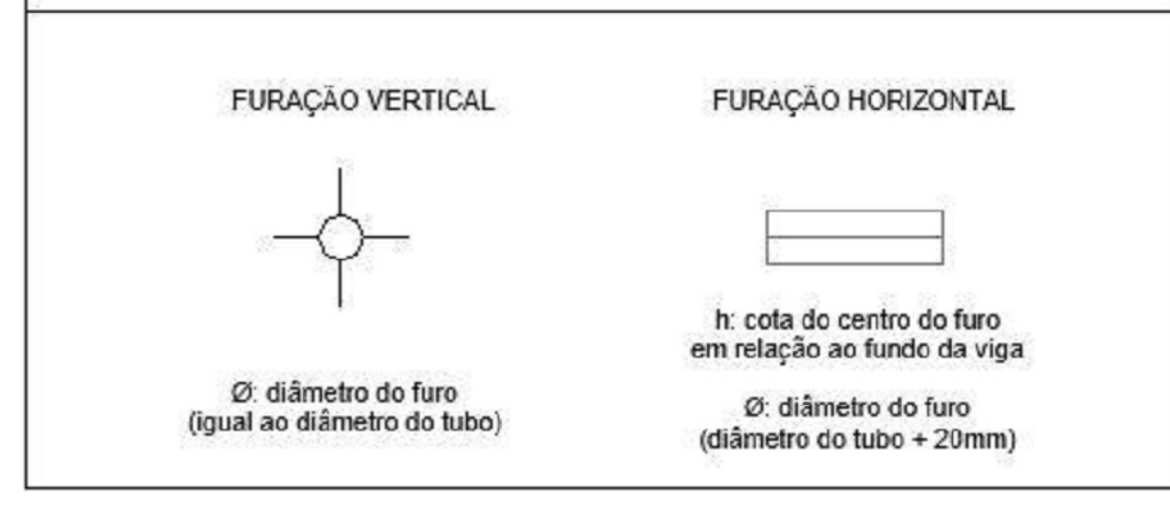 FURAÇÃO VERTICAL
Ø: diâmetro do furo
(igual ao diâmetro do tubo)
FURAÇÃO HORIZONTAL
h: cota do centro do furo
em relação ao fundo da viga
Ø: diâmetro do furo
(diâmetro do tubo + 20mm)